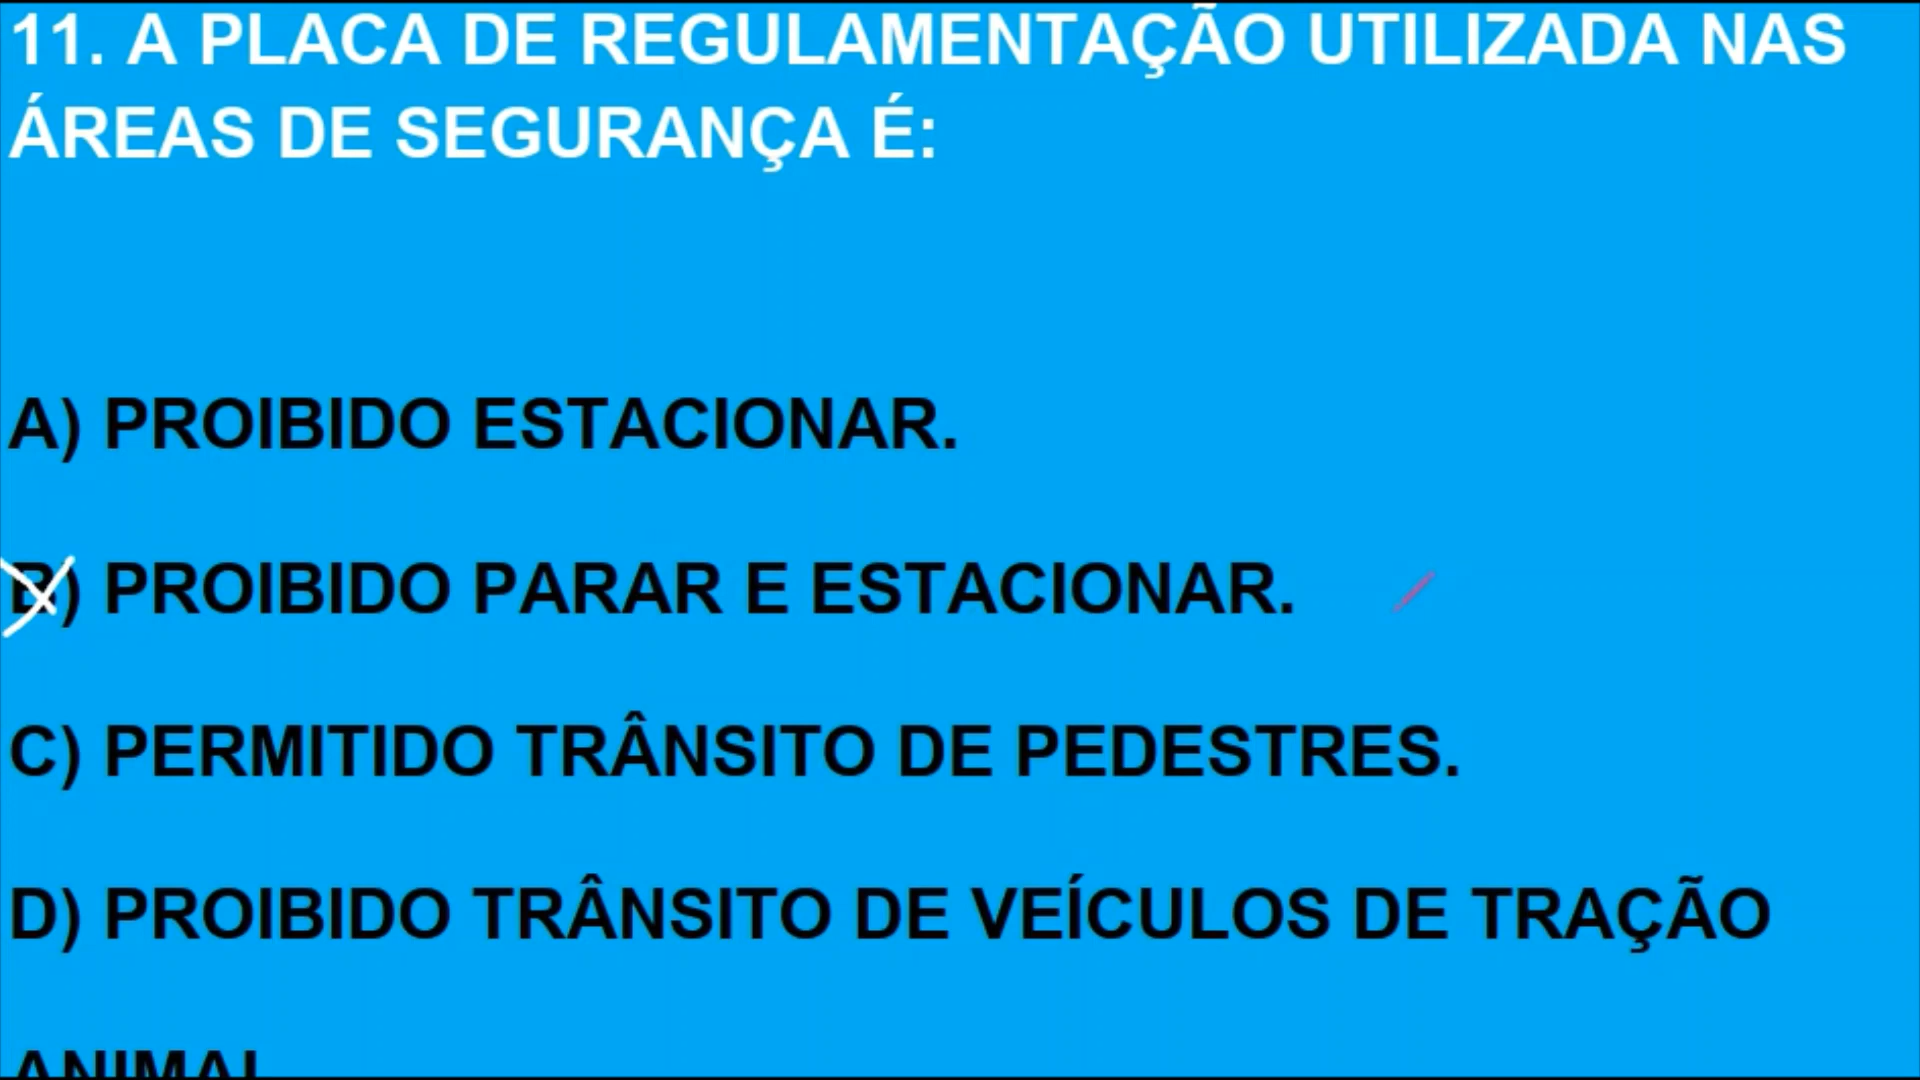 11. A PLACA DE REGULAMENTAÇÃO UTILIZADA NAS
ÁREAS DE SEGURANÇA É:
A) PROIBIDO ESTACIONAR.
B) PROIBIDO PARAR E ESTACIONAR.
C) PERMITIDO TRÂNSITO DE PEDESTRES.
D) PROIBIDO TRÂNSITO DE VEÍCULOS DE TRAÇÃO
ANIMAL